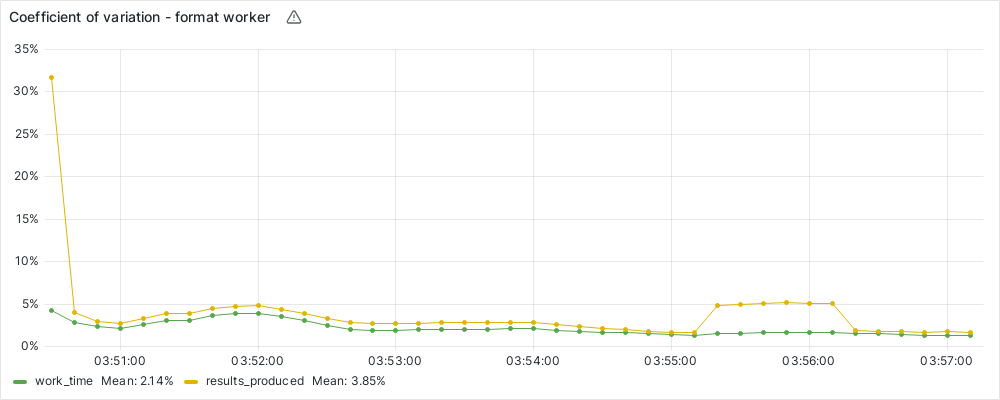 Coefficient of variation - format worker
35%
30%
25%
20%
15%
10%
5%
0%
03:51:00 03:52:00 03:53:00 03:54:00 03:55:00 03:56:00 03:57:00
work_time Mean: 2.14% results_produced Mean: 3.85%